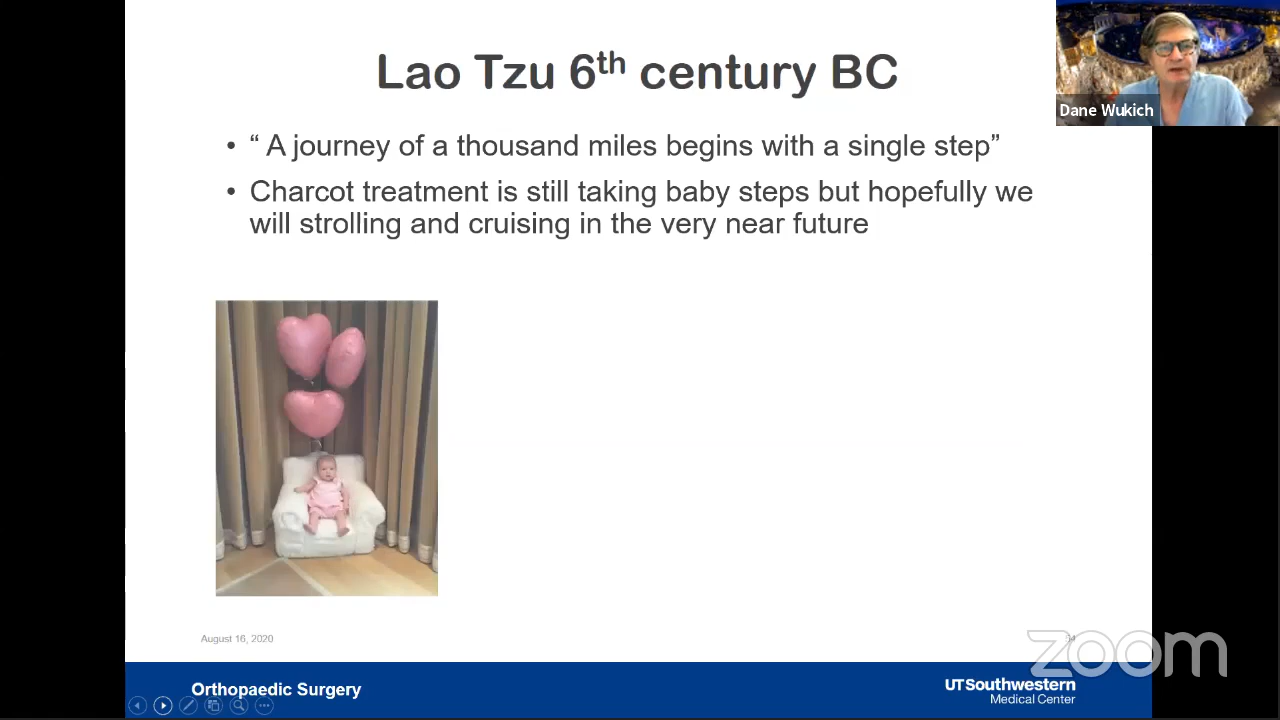 Lao Tzu 6th century BC
Dane Wukich
• “ A journey of a thousand miles begins with a single step”
• Charcot treatment is still taking baby steps but hopefully we
will strolling and cruising in the very near future
August 16, 2020
54
zoom
Orthopaedic Surgery
UTSouthwestern
Medical Center